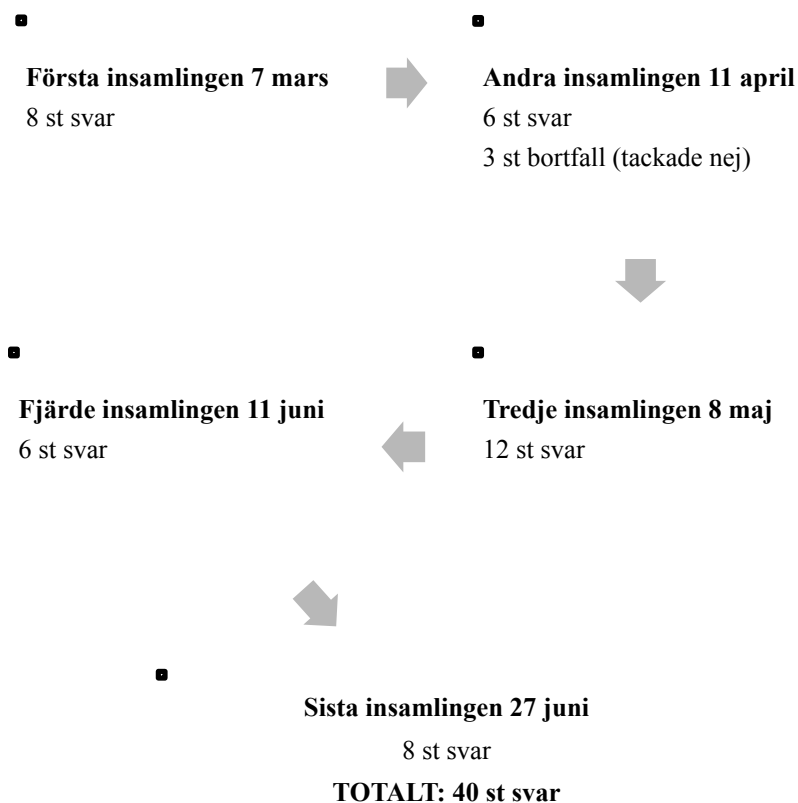 Första insamlingen 7 mars
8 st svar
Andra insamlingen 11 april
6 st svar
3 st bortfall (tackade nej)
Tredje insamlingen 8 maj
12 st svar
Fjärde insamlingen 11 juni
6 st svar
Sista insamlingen 27 juni
8 st svar
TOTALT: 40 st svar